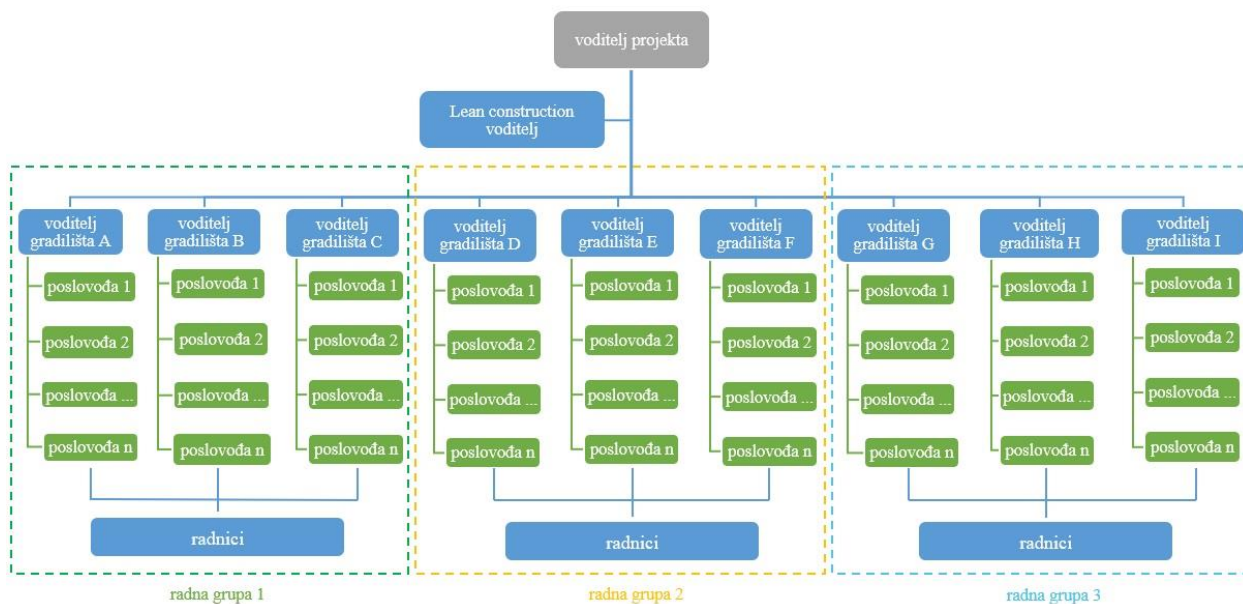 voditelj projekta
Lean construction
voditelj
voditelj
gradilišta A
voditelj
gradilišta B
voditelj
gradilišta C
voditelj
gradilišta D
voditelj
gradilišta E
voditelj
gradilišta F
voditelj
gradilišta G
voditelj
gradilišta H
voditelj
gradilišta I
poslovođa 1
poslovođa 1
poslovođa 1
poslovođa 1
poslovođa 1
poslovođa 1
poslovođa 1
poslovođa 1
poslovođa 1
poslovođa 2
poslovođa 2
poslovođa 2
poslovođa 2
poslovođa 2
poslovođa 2
poslovođa 2
poslovođa 2
poslovođa 2
poslovođa ...
poslovođa ...
poslovođa ...
poslovođa ...
poslovođa ...
poslovođa ...
poslovođa ...
poslovođa ...
poslovođa ...
poslovođa n
poslovođa n
poslovođa n
poslovođa n
poslovođa n
poslovođa n
poslovođa n
poslovođa n
poslovođa n
radnici
radnici
radnici
radna grupa 1
radna grupa 2
radna grupa 3